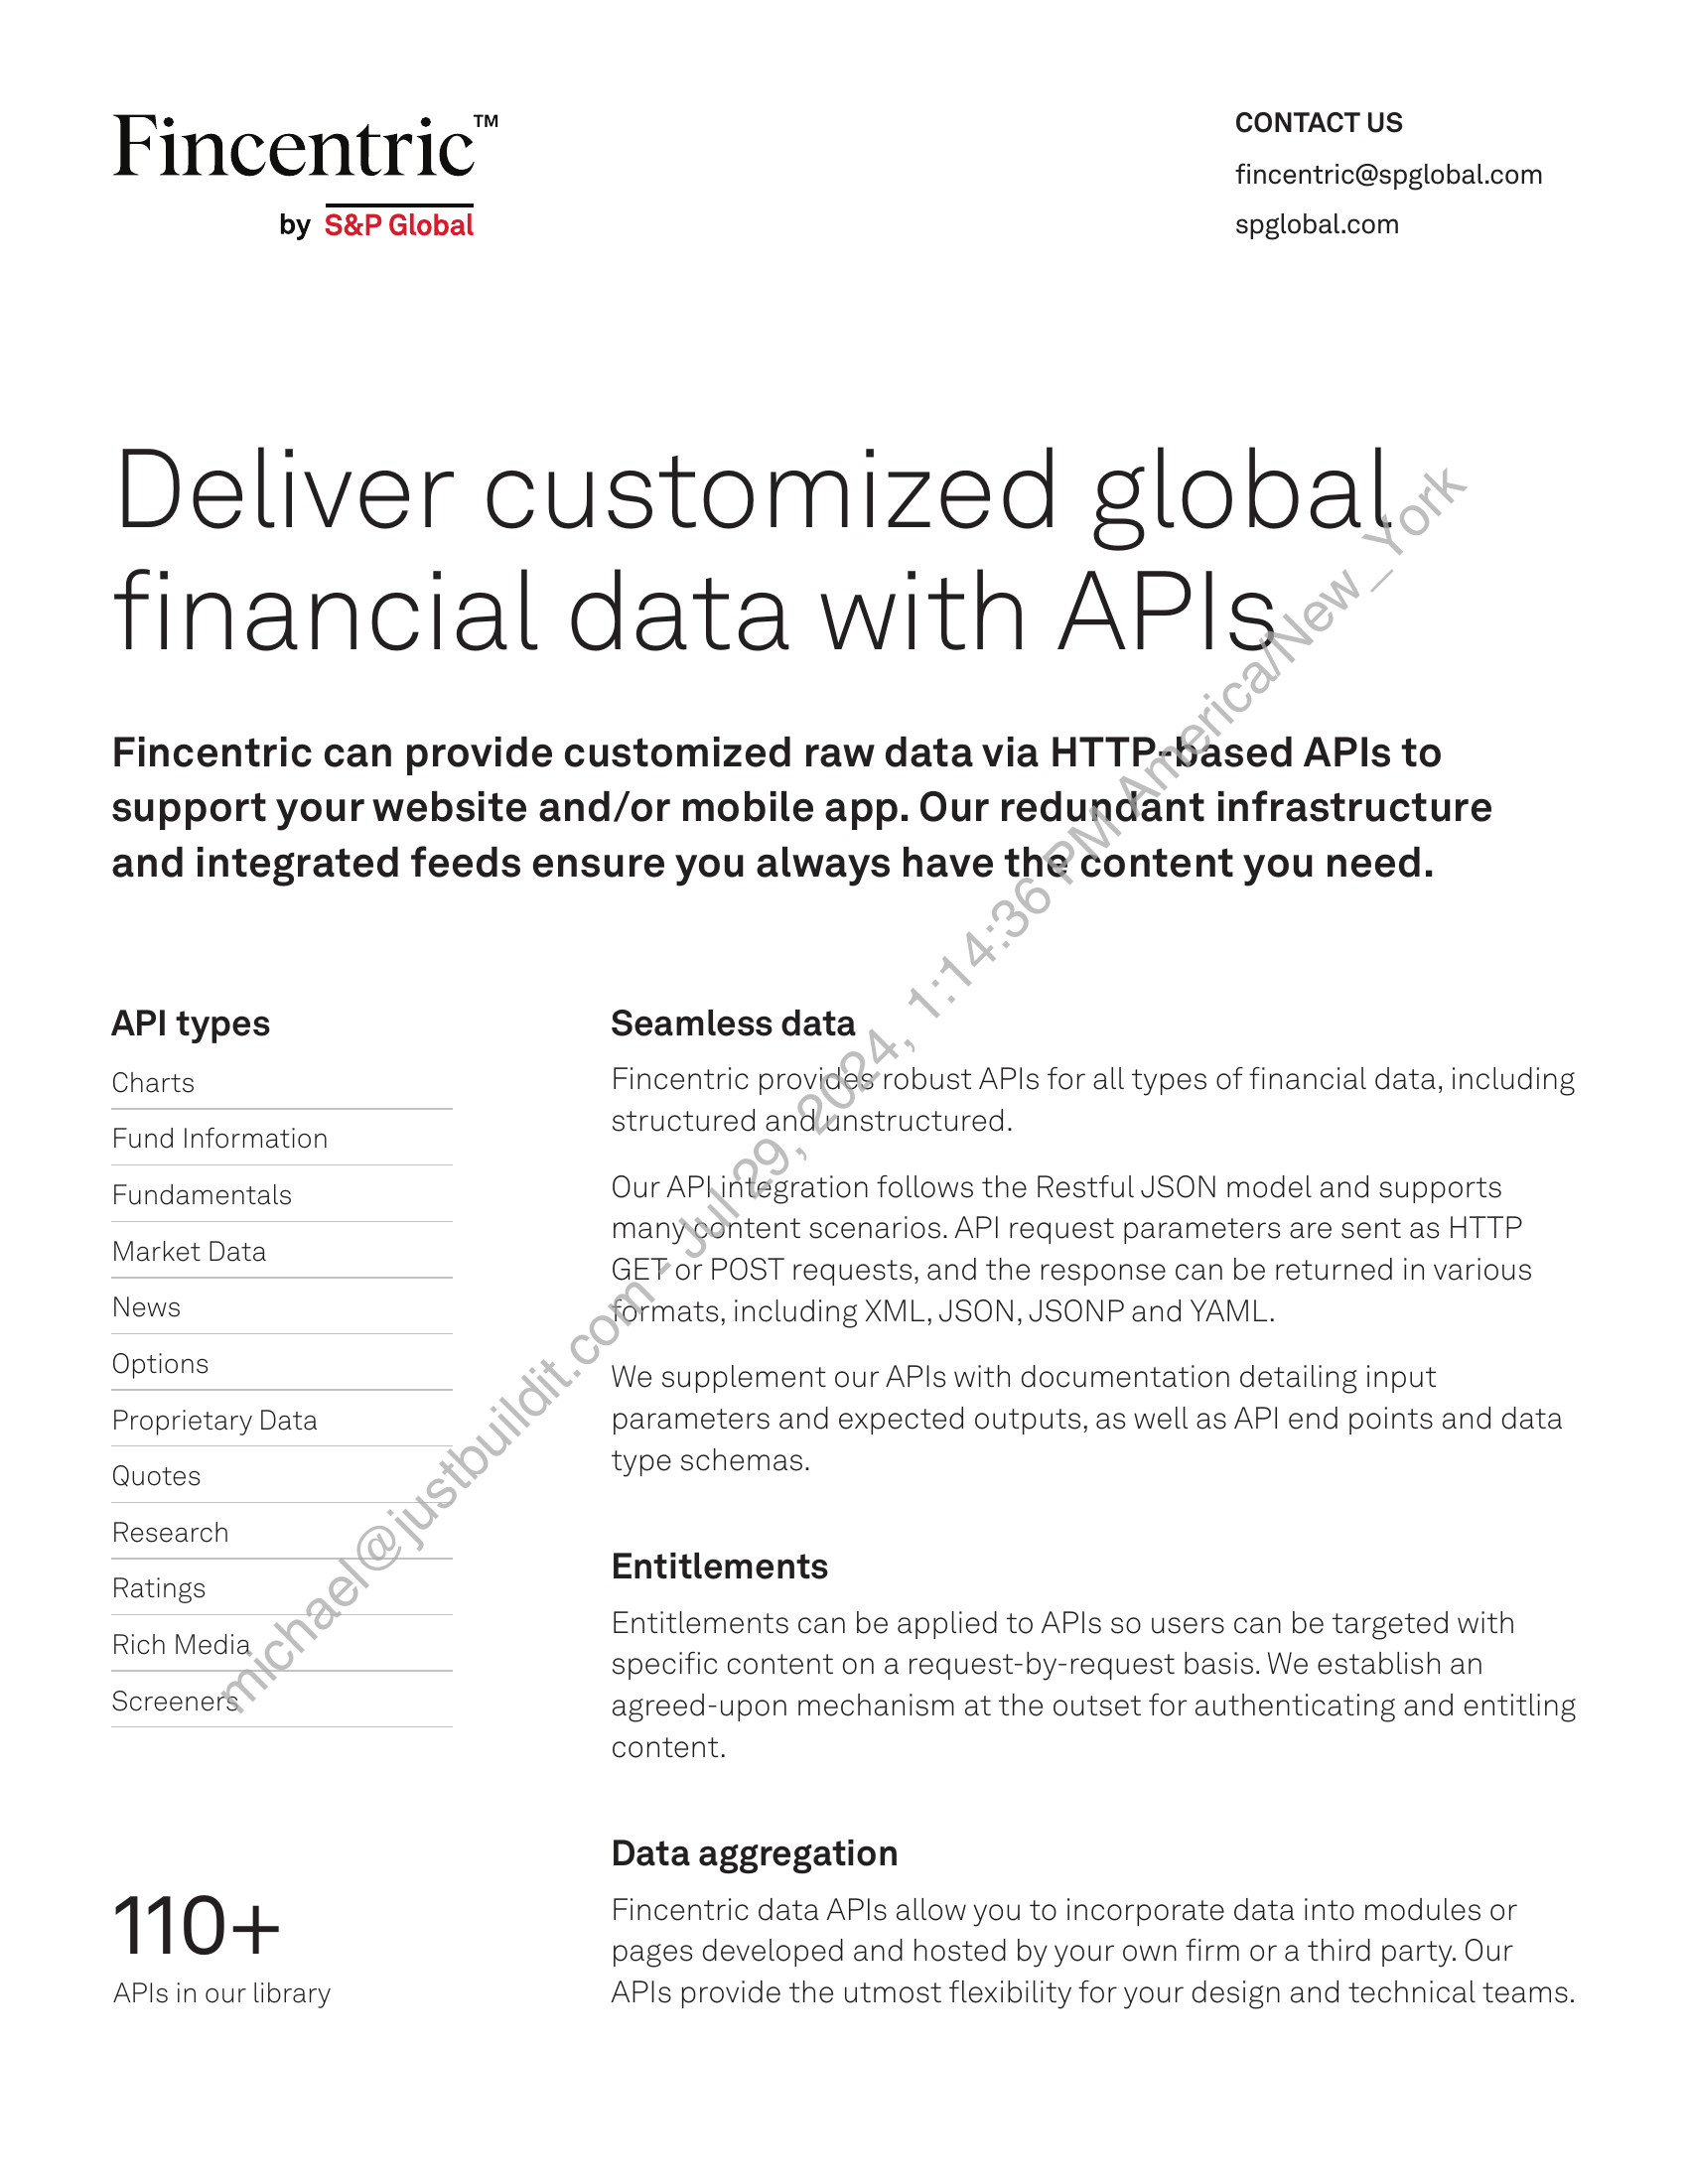 Fincentric™
by S&P Global
CONTACT US
fincentric@spglobal.com
spglobal.com
Deliver customized global
financial data with APIs
Fincentric can provide customized raw data via HTTP-based APIs to
support your website and/or mobile app. Our redundant infrastructure
and integrated feeds ensure you always have the content you need.
API types
Charts
Fund Information
Fundamentals
Market Data
News
Options
Proprietary Data
Quotes
Research
Ratings
Rich Media
Screeners
110+
APIs in our library
Seamless data
Fincentric provides robust APIs for all types of financial data, including
structured and unstructured.
Our API integration follows the Restful JSON model and supports
many content scenarios. API request parameters are sent as HTTP
GET or POST requests, and the response can be returned in various
formats, including XML, JSON, JSONP and YAML.
We supplement our APIs with documentation detailing input
parameters and expected outputs, as well as API end points and data
type schemas.
Entitlements
Entitlements can be applied to APIs so users can be targeted with
specific content on a request-by-request basis. We establish an
agreed-upon mechanism at the outset for authenticating and entitling
content.
Data aggregation
Fincentric data APIs allow you to incorporate data into modules or
pages developed and hosted by your own firm or a third party. Our
APIs provide the utmost flexibility for your design and technical teams.
michael@justbuildit.com - Jul 29, 2024, 1:14:36 PM America/New_York